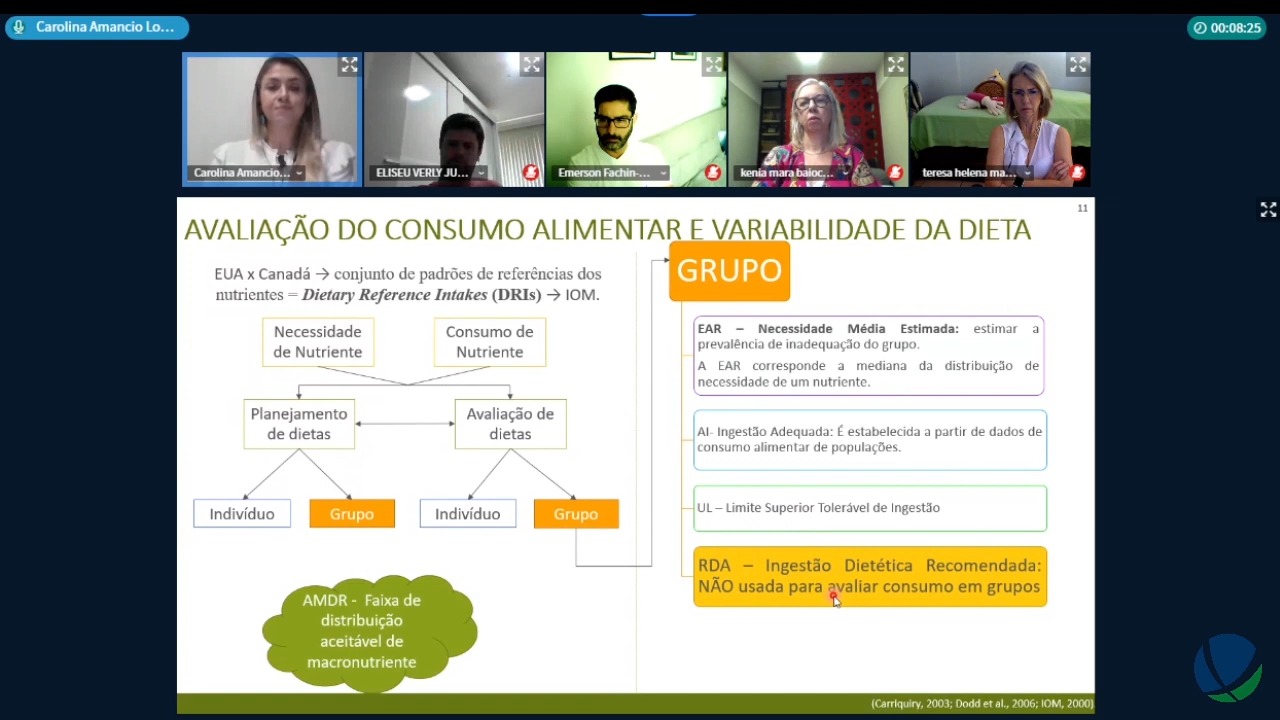 Carolina Amancio Lo...
00:08:25
Carolina Amancio...
ELISEU VERLY JU...
Emerson Fachin-...
kenia mara baioc...
teresa helena ma...
11
AVALIAÇÃO DO CONSUMO ALIMENTAR E VARIABILIDADE DA DIETA
EUA x Canadá → conjunto de padrões de referências dos
nutrientes = Dietary Reference Intakes (DRIs) → IOM.
Necessidade
de Nutriente
Consumo de
Nutriente
Planejamento
de dietas
Avaliação de
dietas
Indivíduo
Grupo
Indivíduo
Grupo
AMDR - Faixa de
distribuição
aceitável de
macronutriente
GRUPO
EAR – Necessidade Média Estimada: estimar a
prevalência de inadequação do grupo.
A EAR corresponde a mediana da distribuição de
necessidade de um nutriente.
AI- Ingestão Adequada: É estabelecida a partir de dados de
consumo alimentar de populações.
UL – Limite Superior Tolerável de Ingestão
RDA – Ingestão Dietética Recomendada:
NÃO usada para avaliar consumo em grupos
(Carriquiry, 2003; Dodd et al., 2006; IOM, 2000)